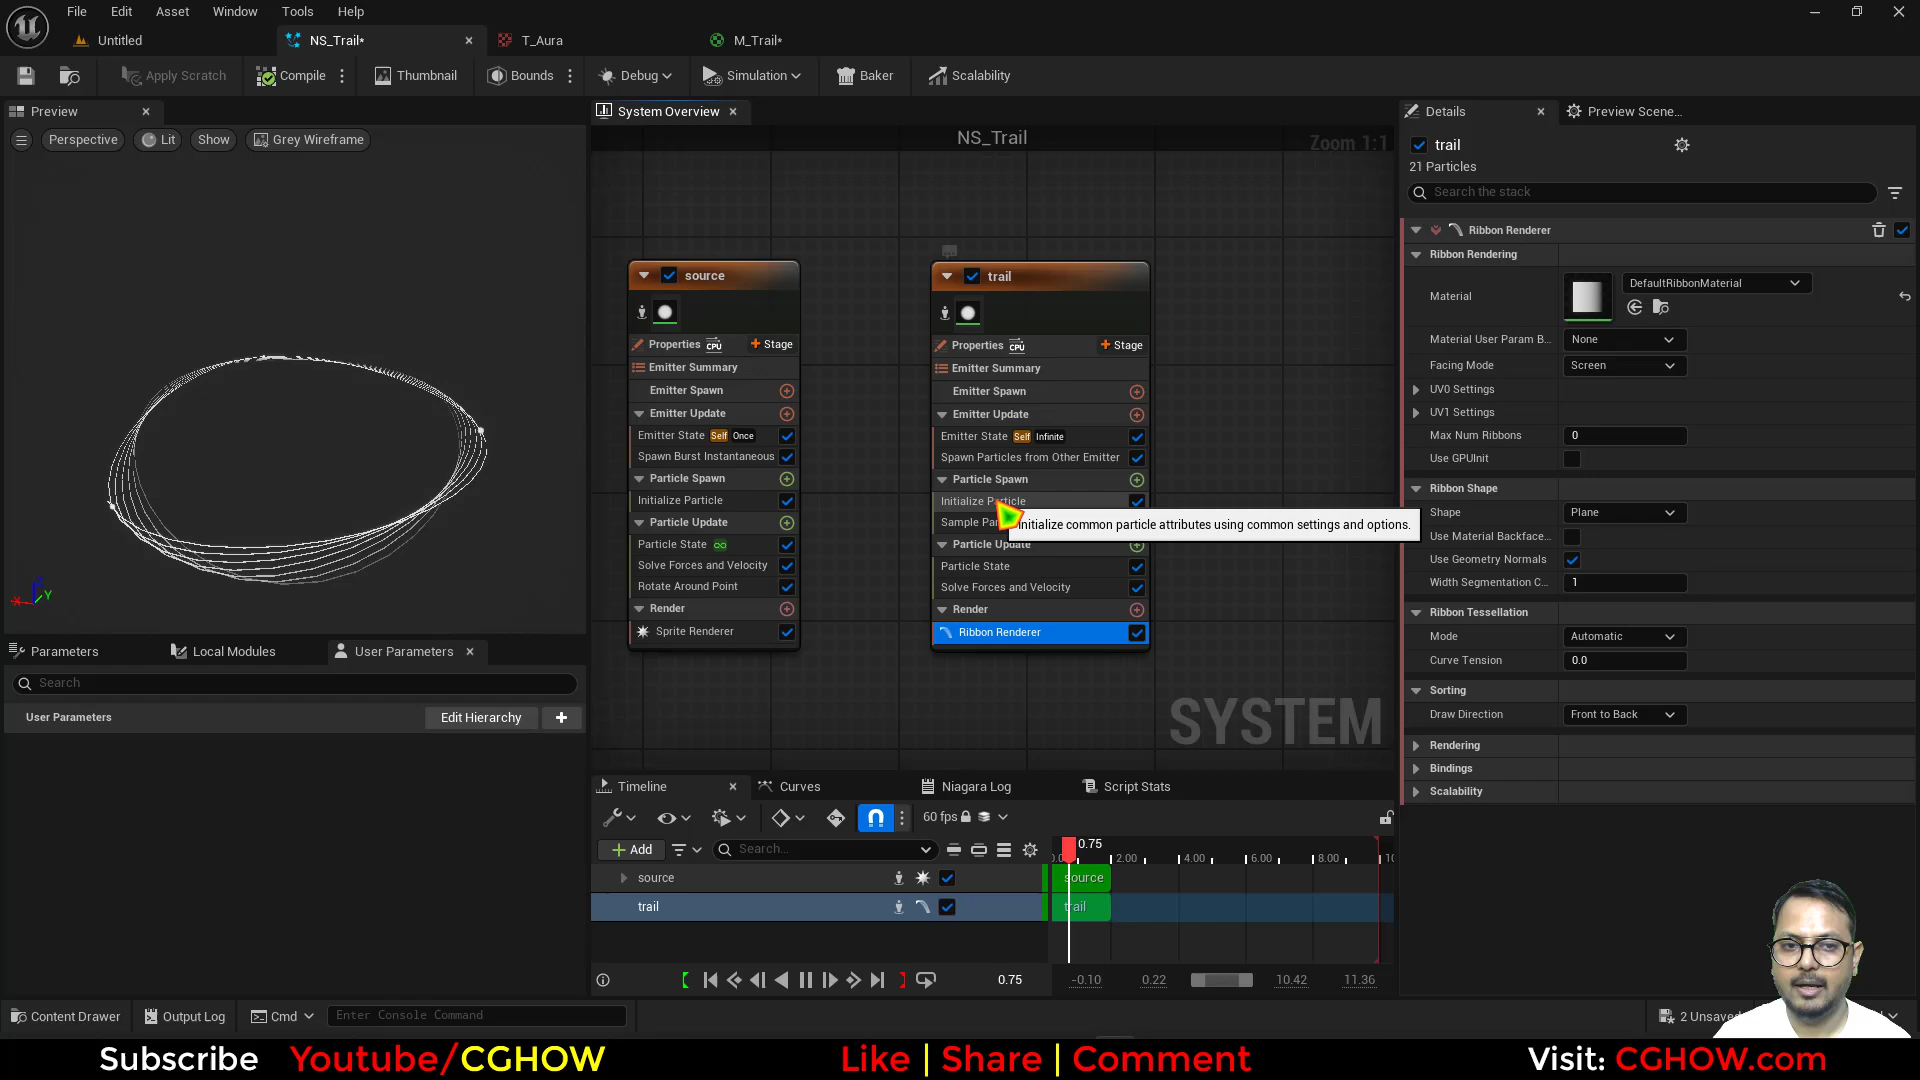 File Edit Asset Window Tools Help
Untitled NS_Trail* T_Aura M_Trail*
Apply Scratch Compile Thumbnail Bounds Debug Simulation Baker Scalability
Preview System Overview Details Preview Scene...
Perspective Lit Show Grey Wireframe
NS_Trail
Zoom 1:1
trail
21 Particles
Search the stack
source
Properties CPU Stage
Emitter Summary
Emitter Spawn
Emitter Update
Emitter State Self Once
Spawn Burst Instantaneous
Particle Spawn
Initialize Particle
Particle Update
Particle State
Solve Forces and Velocity
Rotate Around Point
Render
Sprite Renderer
trail
Properties CPU Stage
Emitter Summary
Emitter Spawn
Emitter Update
Emitter State Self Infinite
Spawn Particles from Other Emitter
Particle Spawn
Initialize Particle
Sample Par
Initialize common particle attributes using common settings and options.
Particle Update
Particle State
Solve Forces and Velocity
Render
Ribbon Renderer
SYSTEM
Ribbon Renderer
Ribbon Rendering
Material DefaultRibbonMaterial
Material User Param B... None
Facing Mode Screen
UV0 Settings
UV1 Settings
Max Num Ribbons 0
Use GPUInit
Ribbon Shape
Shape Plane
Use Material Backface...
Use Geometry Normals
Width Segmentation C... 1
Ribbon Tessellation
Mode Automatic
Curve Tension 0.0
Sorting
Draw Direction Front to Back
Rendering
Bindings
Scalability
X Y
Parameters Local Modules User Parameters
Search
User Parameters Edit Hierarchy
Timeline Curves Niagara Log Script Stats
60 fps
Add Search... 0.75
2.00 4.00 6.00 8.00
source source
trail trail
0.75 -0.10 0.22 10.42 11.36
Content Drawer Output Log Cmd Enter Console Command 2 Unsave
Subscribe Youtube/CGHOW Like | Share | Comment Visit: CGHOW.com